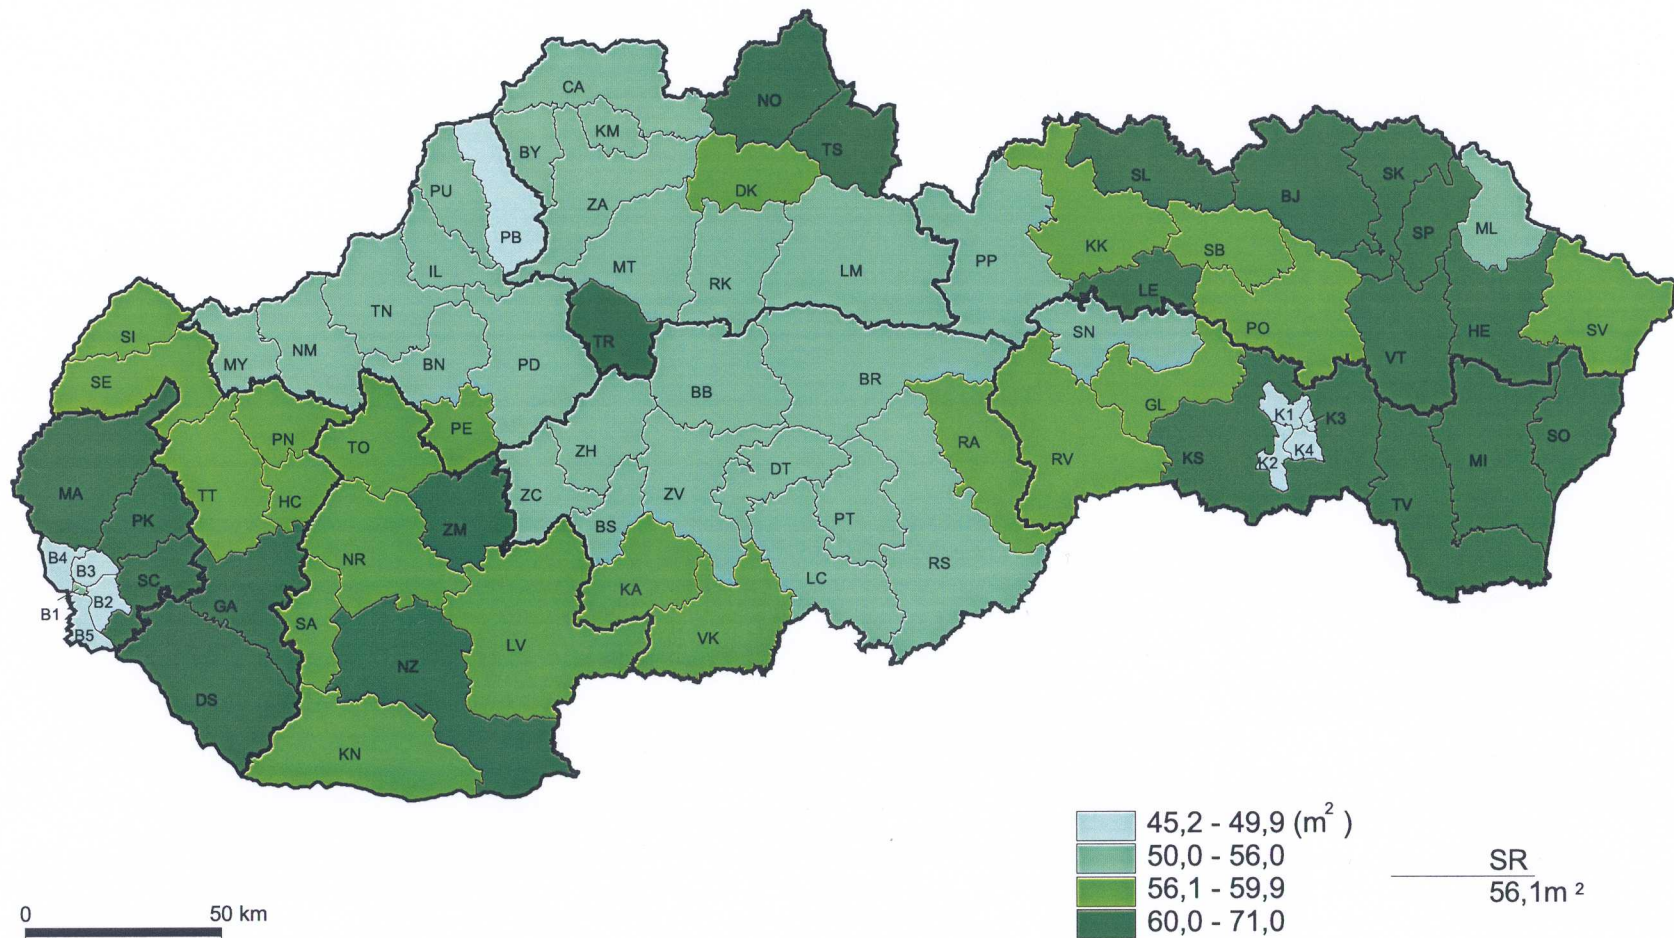 CA
NO
KM
BY
TS
SL
SK
PU
DK
BJ
ZA
SP
ML
PB
KK
SB
IL
MT
RK
LM
PP
LE
TN
SI
SN
PO
HE
SV
NM
TR
MY
BN
PD
VT
SE
BR
BB
GL
K1
K3
PN
TO
PE
RA
ZH
DT
RV
KS
K2
K4
MI
SO
MA
TT
HC
ZC
ZV
PK
ZM
BS
PT
TV
B4
B3
NR
SC
KA
LC
RS
B1
B2
GA
SA
B5
LV
VK
NZ
DS
KN
45,2 - 49,9 (m² )
50,0 - 56,0
56,1 - 59,9
60,0 - 71,0
SR
56,1m ²
0 50 km